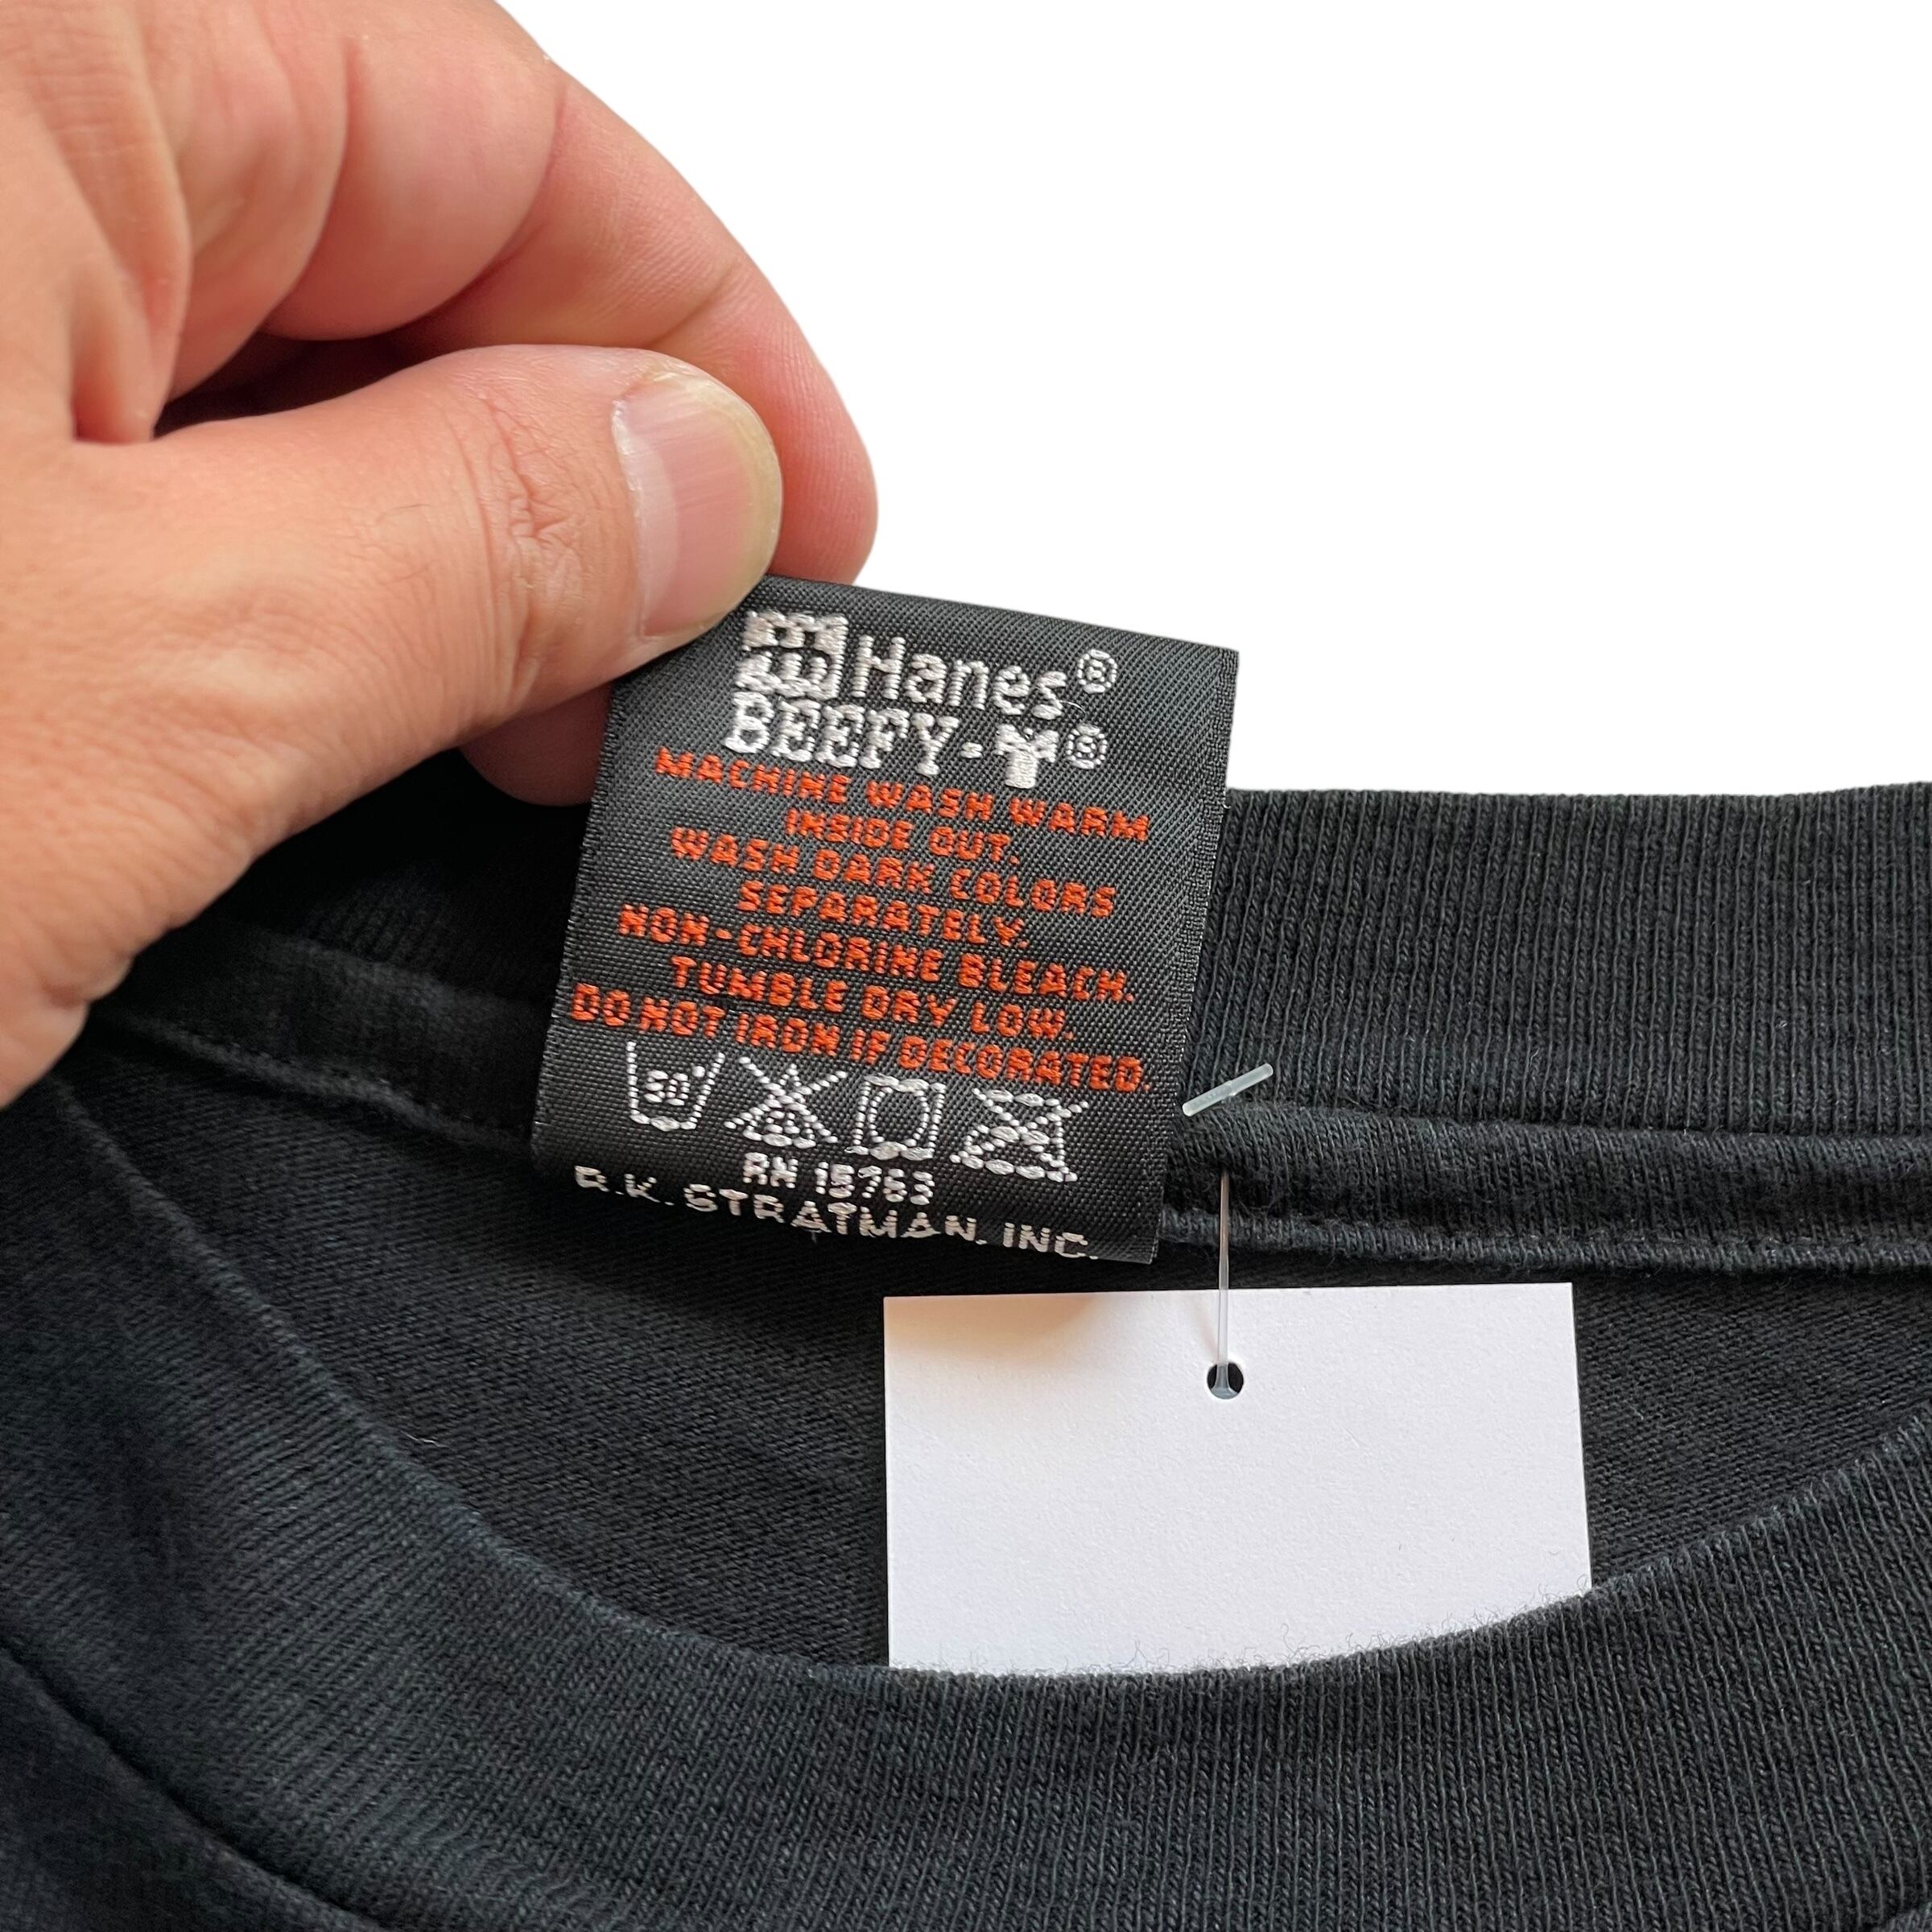 Hanes®
BEEFY-T®
MACHINE WASH WARM
INSIDE OUT.
WASH DARK COLORS
SEPARATELY.
NON-CHLORINE BLEACH.
TUMBLE DRY LOW.
DO NOT IRON IF DECORATED.
50°
RN 15763
R.K. STRATMAN, INC.